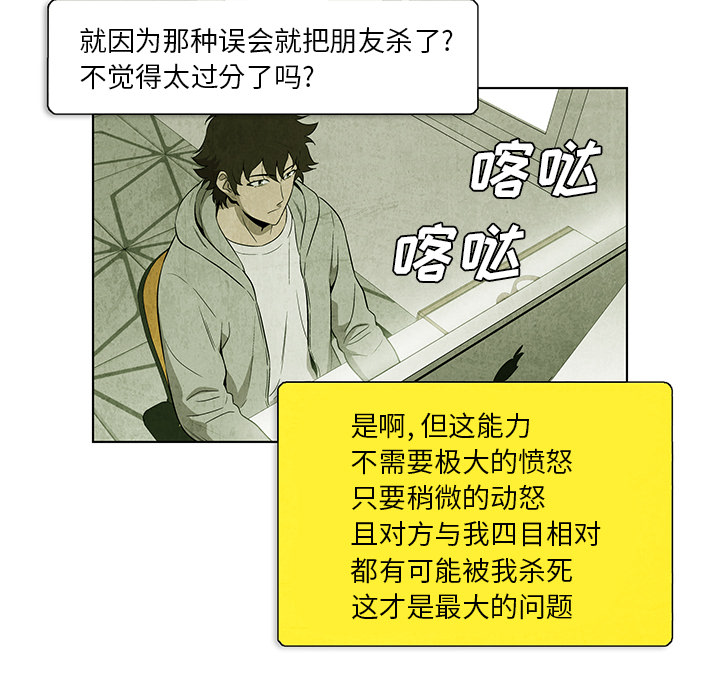 就因为那种误会就把朋友杀了?
不觉得太过分了吗?
喀哒
喀哒
是啊, 但这能力
不需要极大的愤怒
只要稍微的动怒
且对方与我四目相对
都有可能被我杀死
这才是最大的问题